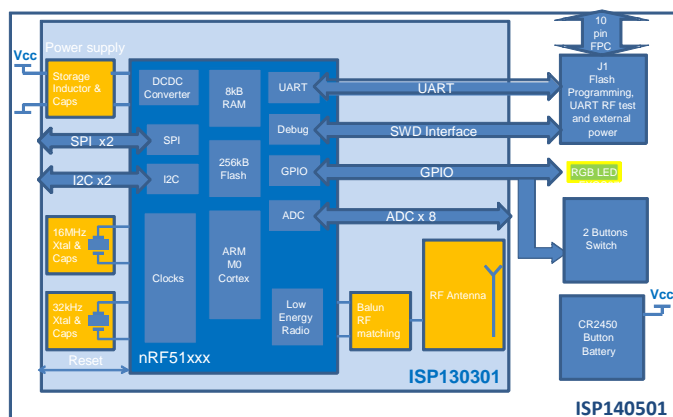 10
pin
FPC
Power supply
Vcc
Storage
Inductor &
Caps
DCDC
Converter
8kB
RAM
UART
UART
J1
Flash
Programming,
UART RF test
and external
power
SPI x2
SPI
Debug
SWD Interface
256kB
Flash
I2C x2
I2C
GPIO
GPIO
RGB LED
ADC
ADC x 8
16MHz
Xtal &
Caps
Clocks
ARM
M0
Cortex
2 Buttons
Switch
32kHz
Xtal &
Caps
Low
Energy
Radio
Balun
RF
matching
RF Antenna
Vcc
CR2450
Button
Battery
Reset
nRF51xxx
ISP130301
ISP140501